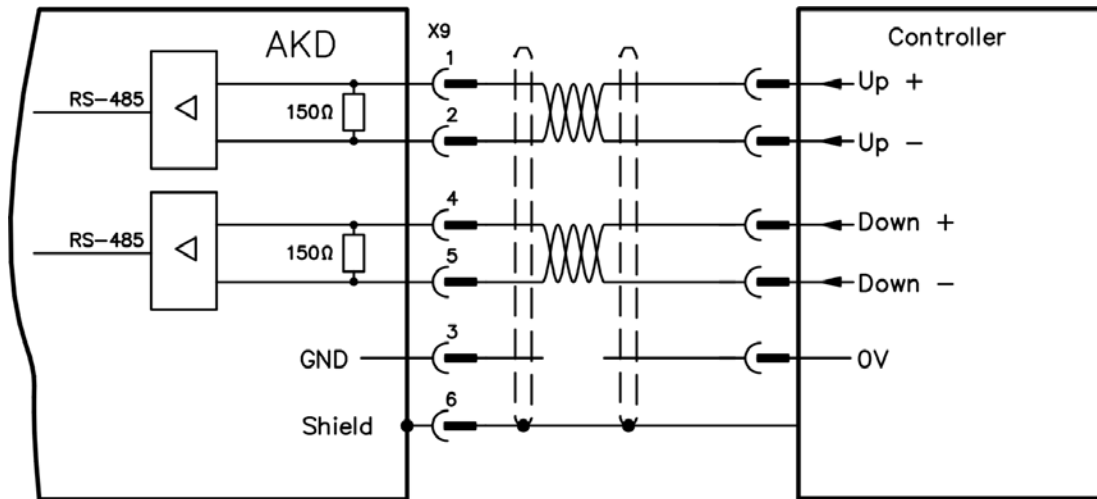 AKD
X9
Controller
1
Up +
RS-485
150Ω
2
Up -
4
Down +
RS-485
150Ω
5
Down -
3
GND
0V
6
Shield